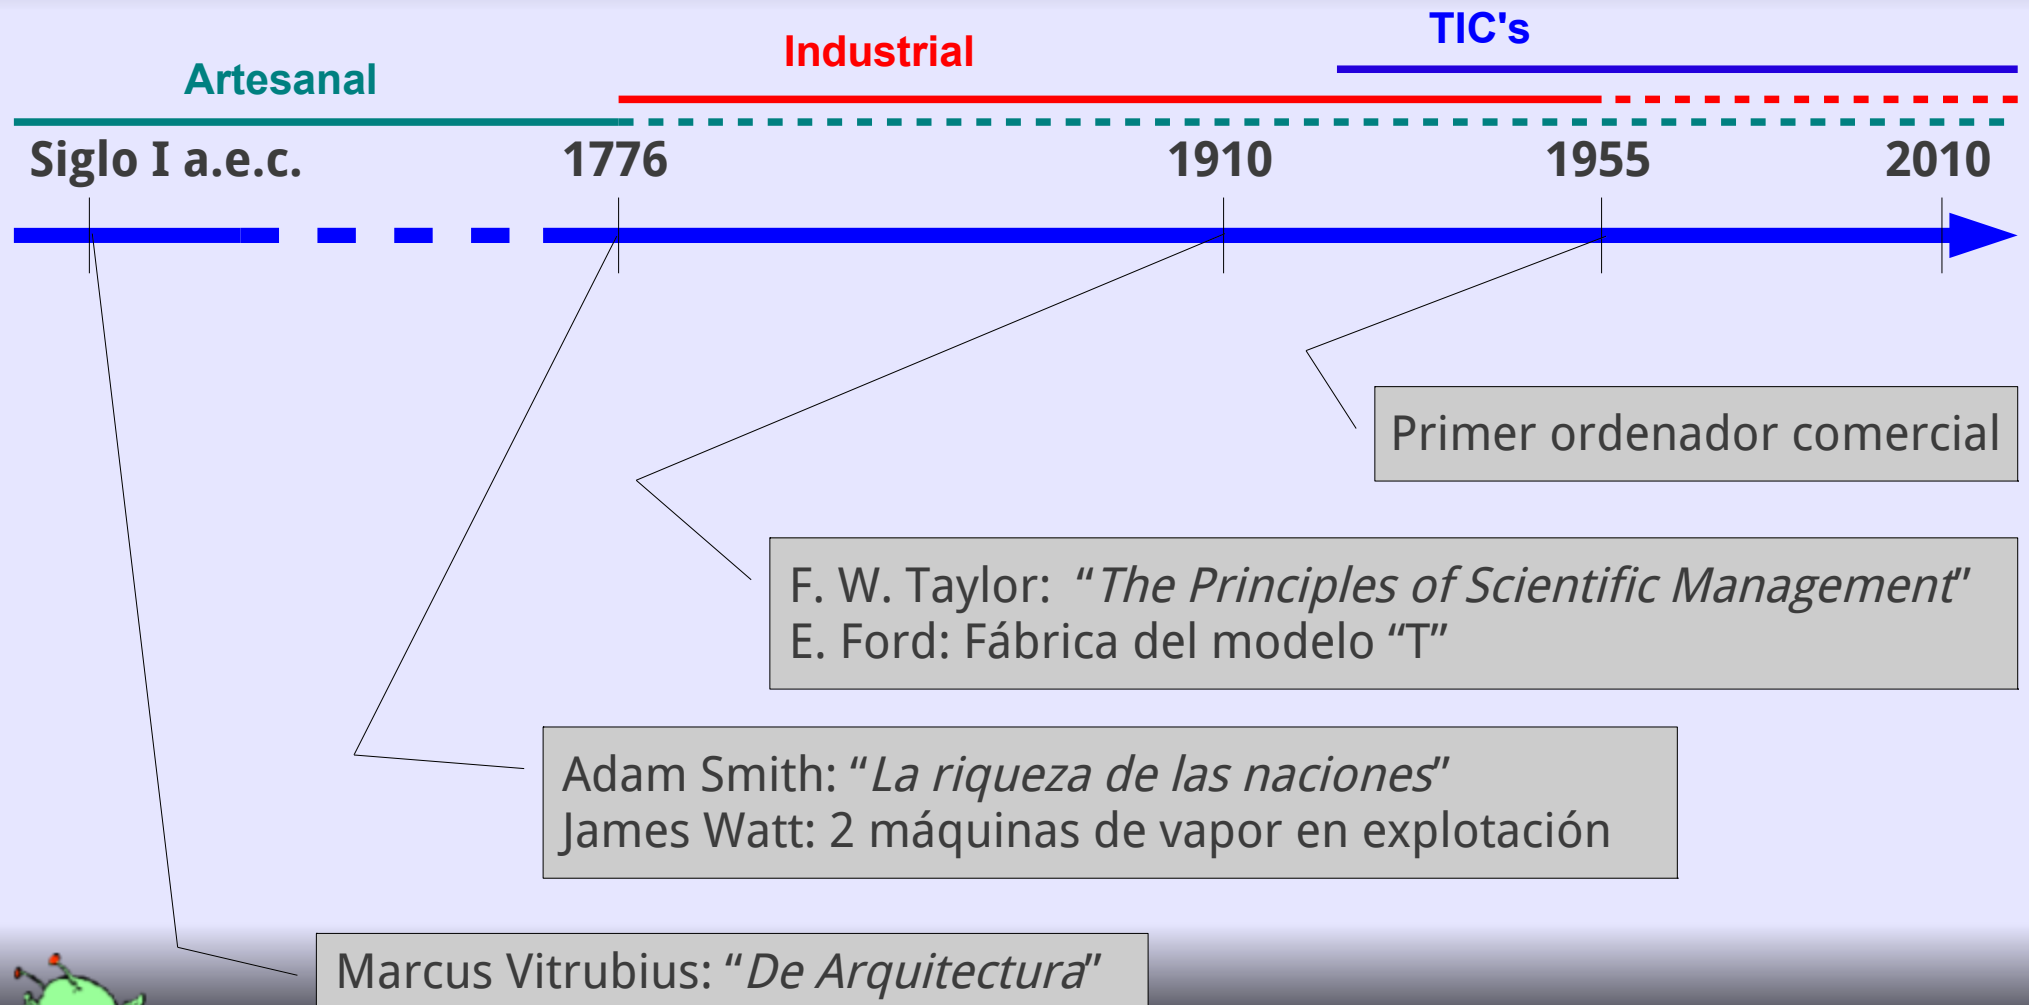 TIC's
Industrial
Artesanal
Siglo I a.e.c. 1776 1910 1955 2010
Primer ordenador comercial
F. W. Taylor: “The Principles of Scientific Management”
E. Ford: Fábrica del modelo “T”
Adam Smith: “La riqueza de las naciones”
James Watt: 2 máquinas de vapor en explotación
Marcus Vitrubius: “De Arquitectura”